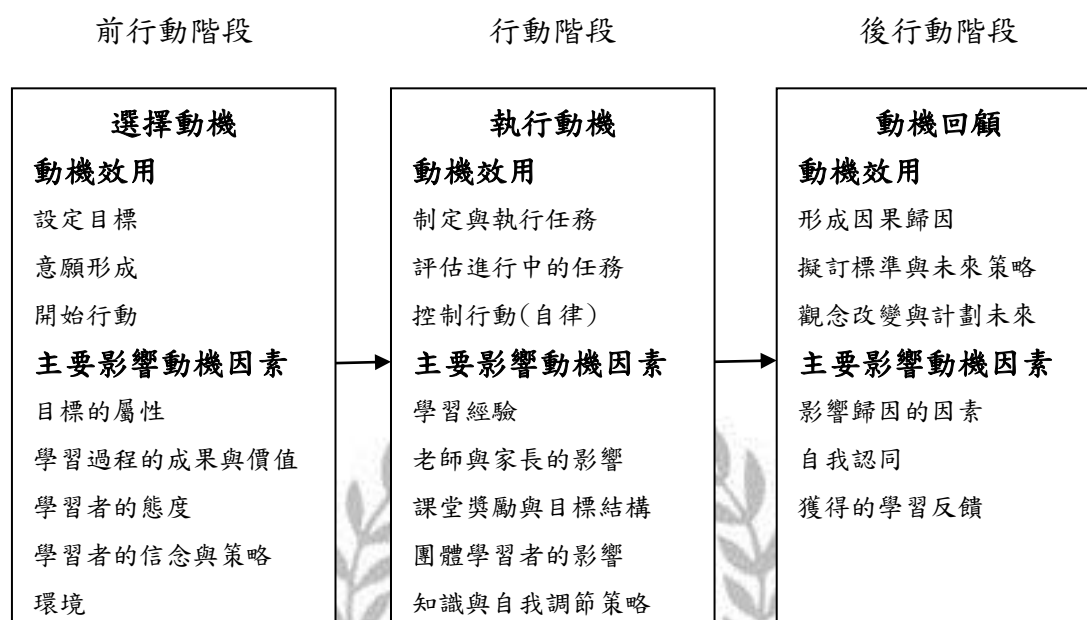 前行動階段
行動階段
後行動階段
選擇動機
動機效用
設定目標
意願形成
開始行動
主要影響動機因素
目標的屬性
學習過程的成果與價值
學習者的態度
學習者的信念與策略
環境
執行動機
動機效用
制定與執行任務
評估進行中的任務
控制行動(自律)
主要影響動機因素
學習經驗
老師與家長的影響
課堂獎勵與目標結構
團體學習者的影響
知識與自我調節策略
動機回顧
動機效用
形成因果歸因
擬訂標準與未來策略
觀念改變與計劃未來
主要影響動機因素
影響歸因的因素
自我認同
獲得的學習反饋